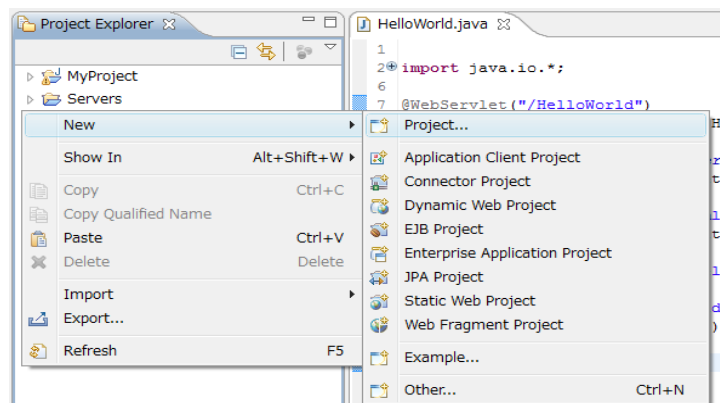 Project Explorer
HelloWorld.java
1
2 import java.io.*;
6
7 @WebServlet("/HelloWorld")
MyProject
Servers
New
Show In Alt+Shift+W
Copy Ctrl+C
Copy Qualified Name
Paste Ctrl+V
Delete Delete
Import
Export...
Refresh F5
Project...
Application Client Project
Connector Project
Dynamic Web Project
EJB Project
Enterprise Application Project
JPA Project
Static Web Project
Web Fragment Project
Example...
Other... Ctrl+N